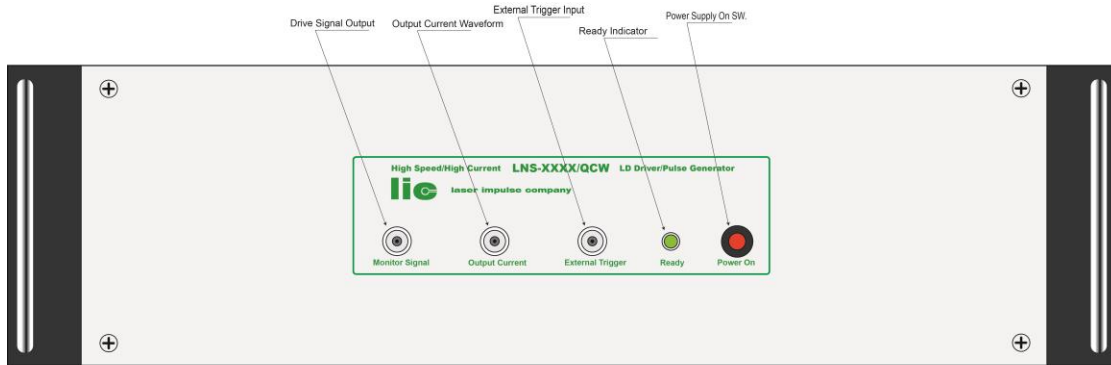 External Trigger Input
Drive Signal Output Output Current Waveform Power Supply On SW.
Ready Indicator
High Speed/High Current LNS-XXXX/QCW LD Driver/Pulse Generator
lic laser impulse company
Monitor Signal Output Current External Trigger Ready Power On